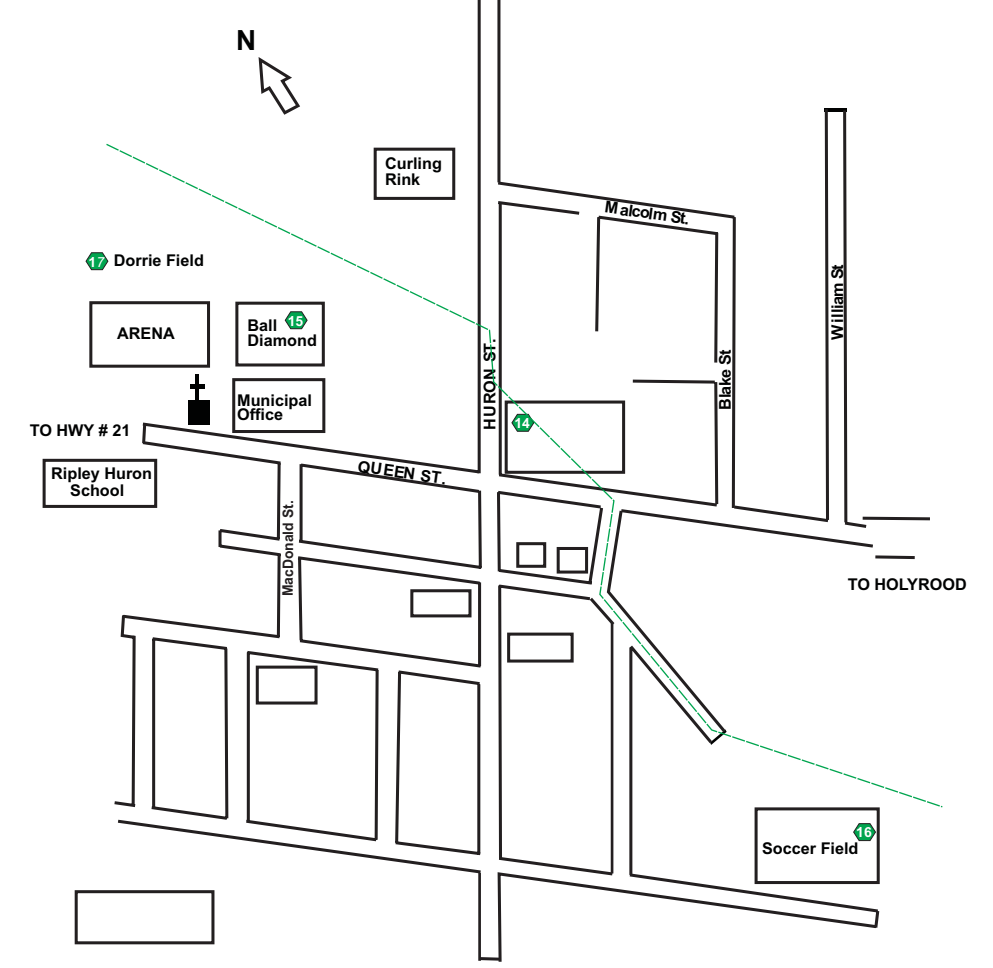 N
Curling
Rink
Malcolm St.
William St
17 Dorrie Field
ARENA
Ball 15
Diamond
HURON ST.
Blake St
Municipal
Office
14
TO HWY # 21
QUEEN ST.
Ripley Huron
School
MacDonald St.
TO HOLYROOD
16
Soccer Field